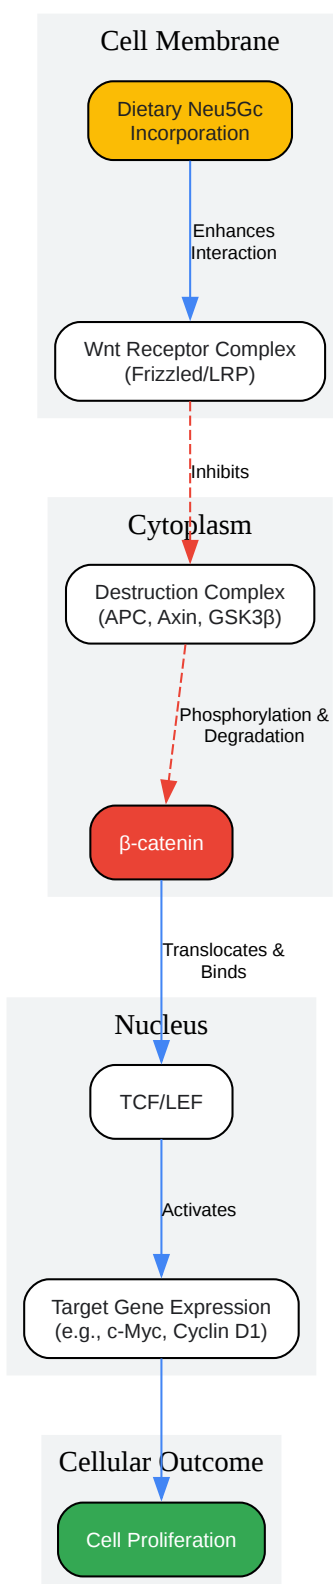 Cell Membrane
Dietary Neu5Gc
Incorporation
Enhances
Interaction
Wnt Receptor Complex
(Frizzled/LRP)
Inhibits
Cytoplasm
Destruction Complex
(APC, Axin, GSK3β)
Phosphorylation &
Degradation
β-catenin
Translocates &
Binds
Nucleus
TCF/LEF
Activates
Target Gene Expression
(e.g., c-Myc, Cyclin D1)
Cellular Outcome
Cell Proliferation